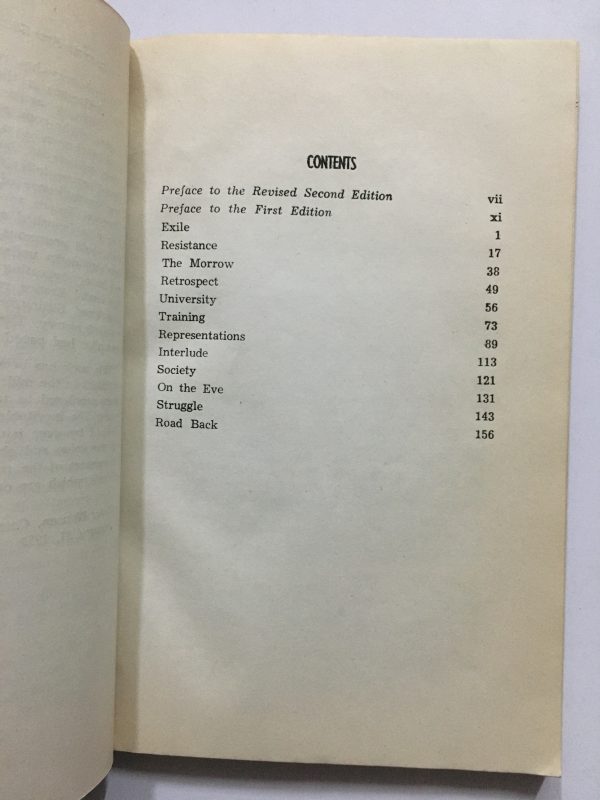 CONTENTS
Preface to the Revised Second Edition vii
Preface to the First Edition xi
Exile 1
Resistance 17
The Morrow 38
Retrospect 49
University 56
Training 73
Representations 89
Interlude 113
Society 121
On the Eve 131
Struggle 143
Road Back 156